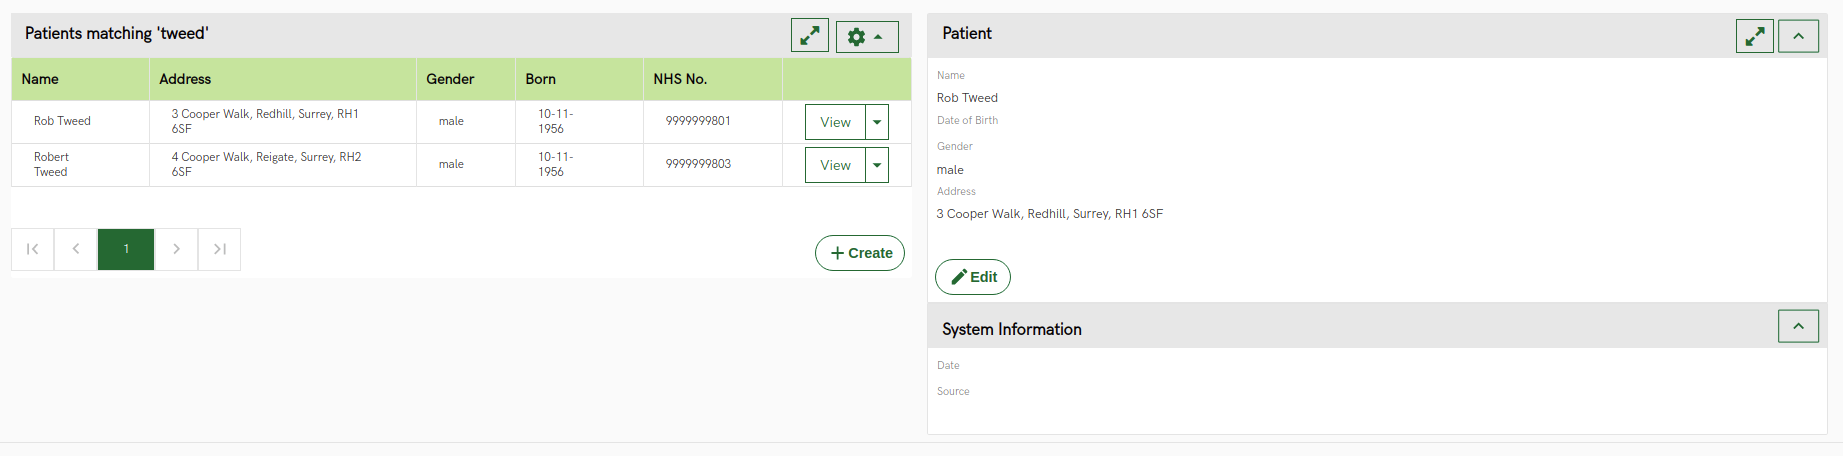 Patients matching 'tweed'
Name Address Gender Born NHS No.
Rob Tweed 3 Cooper Walk, Redhill, Surrey, RH1 6SF male 10-11-1956 9999999801 View
Robert Tweed 4 Cooper Walk, Reigate, Surrey, RH2 6SF male 10-11-1956 9999999803 View
1
Create
Patient
Name
Rob Tweed
Date of Birth
Gender
male
Address
3 Cooper Walk, Redhill, Surrey, RH1 6SF
Edit
System Information
Date
Source